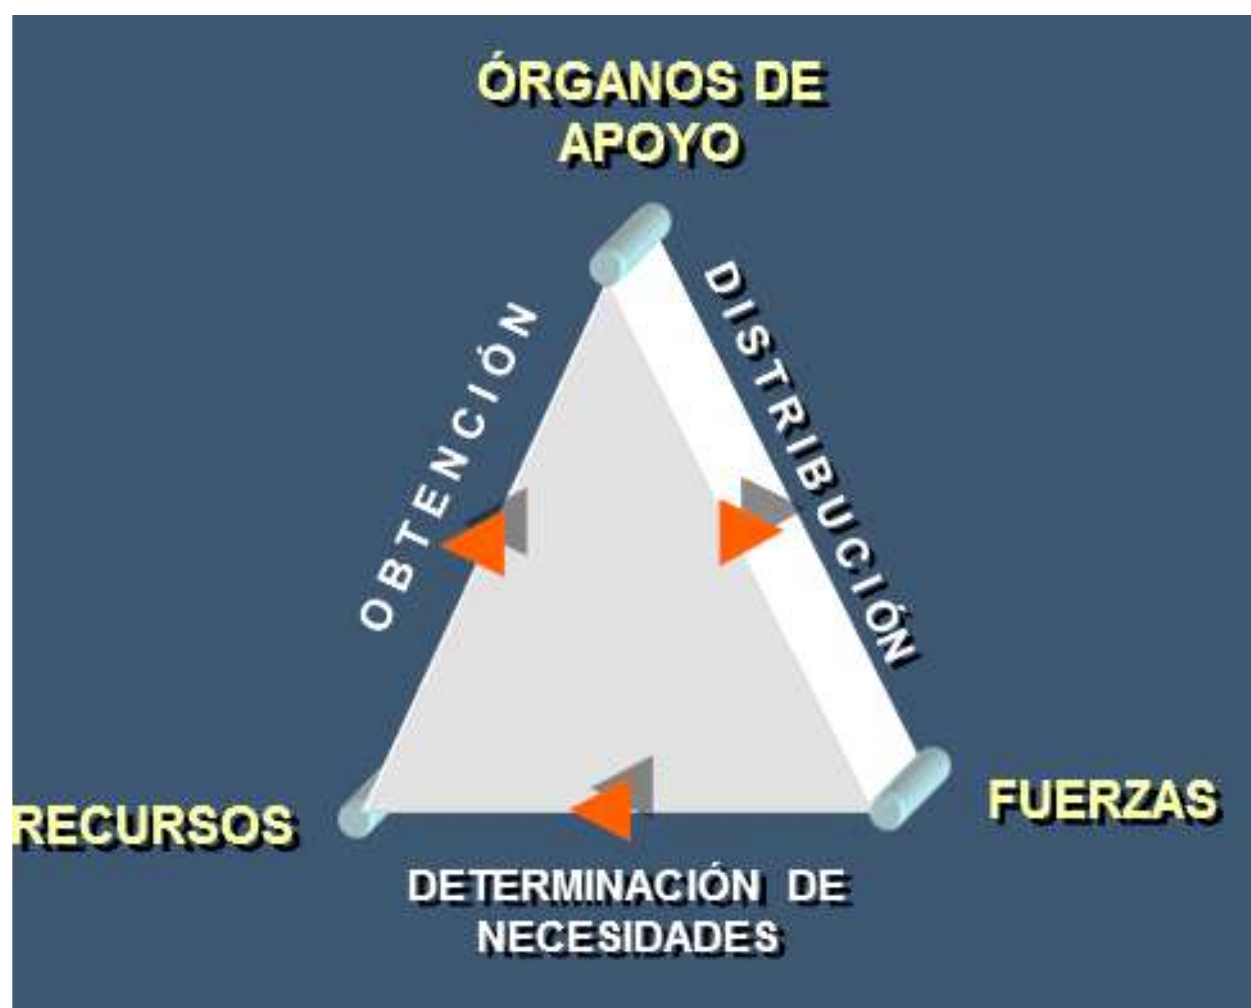 ÓRGANOS DE
APOYO
OBTENCIÓN
DISTRIBUCIÓN
RECURSOS
FUERZAS
DETERMINACIÓN DE
NECESIDADES